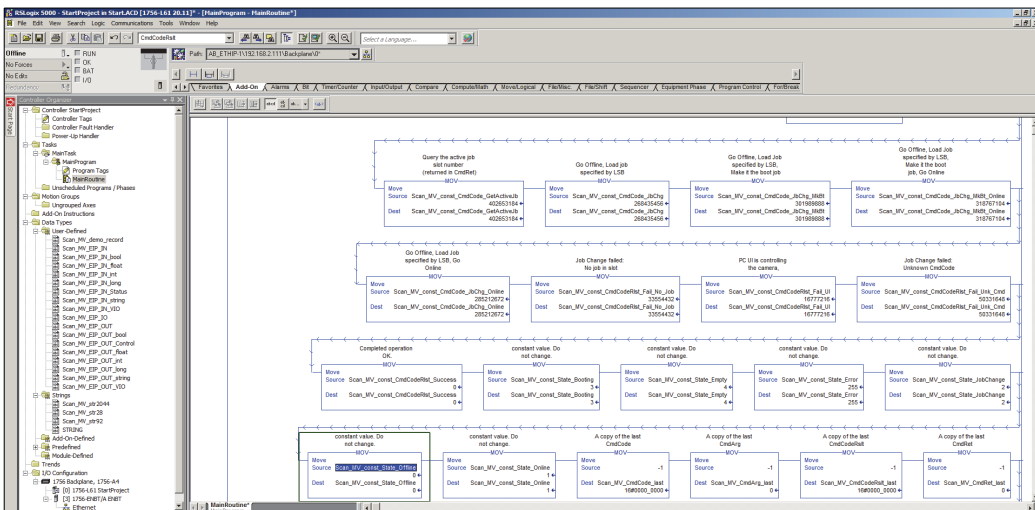 RSLogix 5000 - StartProject in Start.ACD [1756-L61 20.11]* - [MainProgram - MainRoutine*]
File Edit View Search Logic Communications Tools Window Help
CmdCodeRslt
Select a Language...
Offline
RUN
No Forces
OK
No Edits
BAT
Redundancy
I/O
Path: AB_ETHIP-1\192.168.2.111\Backplane\0*
Favorites Add-On Alarms Bit Timer/Counter Input/Output Compare Compute/Math Move/Logical File/Misc. File/Shift Sequencer Equipment Phase Program Control For/Break
Start Page
Controller Organizer
Controller StartProject
Controller Tags
Controller Fault Handler
Power-Up Handler
Tasks
MainTask
MainProgram
Program Tags
MainRoutine
Unscheduled Programs / Phases
Motion Groups
Ungrouped Axes
Add-On Instructions
Data Types
User-Defined
Scan_MV_demo_record
Scan_MV_EIP_IN
Scan_MV_EIP_IN_bool
Scan_MV_EIP_IN_float
Scan_MV_EIP_IN_int
Scan_MV_EIP_IN_long
Scan_MV_EIP_IN_Status
Scan_MV_EIP_IN_string
Scan_MV_EIP_IN_VIO
Scan_MV_EIP_IO
Scan_MV_EIP_OUT
Scan_MV_EIP_OUT_bool
Scan_MV_EIP_OUT_Control
Scan_MV_EIP_OUT_float
Scan_MV_EIP_OUT_int
Scan_MV_EIP_OUT_long
Scan_MV_EIP_OUT_string
Scan_MV_EIP_OUT_VIO
Strings
Scan_MV_str2044
Scan_MV_str28
Scan_MV_str92
STRING
Add-On-Defined
Predefined
Module-Defined
Trends
I/O Configuration
1756 Backplane, 1756-A4
[0] 1756-L61 StartProject
[3] 1756-ENBT/A ENBT
Ethernet
Query the active job
slot number
(returned in CmdRet)
MOV
Move
Source Scan_MV_const_CmdCode_GetActiveJb
402653184
Dest Scan_MV_const_CmdCode_GetActiveJb
402653184
Go Offline, Load job
specified by LSB
MOV
Move
Source Scan_MV_const_CmdCode_JbChg
268435456
Dest Scan_MV_const_CmdCode_JbChg
268435456
Go Offline, Load Job
specified by LSB,
Make it the boot job
MOV
Move
Source Scan_MV_const_CmdCode_JbChg_MkBt
301989888
Dest Scan_MV_const_CmdCode_JbChg_MkBt
301989888
Go Offline, Load Job
specified by LSB,
Make it the boot
job, Go Online
MOV
Move
Source Scan_MV_const_CmdCode_JbChg_MkBt_Online
318767104
Dest Scan_MV_const_CmdCode_JbChg_MkBt_Online
318767104
Go Offline, Load Job
specified by LSB, Go
Online
MOV
Move
Source Scan_MV_const_CmdCode_JbChg_Online
285212672
Dest Scan_MV_const_CmdCode_JbChg_Online
285212672
Job Change failed:
No job in slot
MOV
Move
Source Scan_MV_const_CmdCodeRlst_Fail_No_Job
33554432
Dest Scan_MV_const_CmdCodeRlst_Fail_No_Job
33554432
PC UI is controlling
the camera,
MOV
Move
Source Scan_MV_const_CmdCodeRlst_Fail_UI
16777216
Dest Scan_MV_const_CmdCodeRlst_Fail_UI
16777216
Job Change failed:
Unknown CmdCode
MOV
Move
Source Scan_MV_const_CmdCodeRlst_Fail_Unk_Cmd
50331648
Dest Scan_MV_const_CmdCodeRlst_Fail_Unk_Cmd
50331648
Completed operation
OK.
MOV
Move
Source Scan_MV_const_CmdCodeRlst_Success
0
Dest Scan_MV_const_CmdCodeRlst_Success
0
constant value. Do
not change.
MOV
Move
Source Scan_MV_const_State_Booting
3
Dest Scan_MV_const_State_Booting
3
constant value. Do
not change.
MOV
Move
Source Scan_MV_const_State_Empty
4
Dest Scan_MV_const_State_Empty
4
constant value. Do
not change.
MOV
Move
Source Scan_MV_const_State_Error
255
Dest Scan_MV_const_State_Error
255
constant value. Do
not change.
MOV
Move
Source Scan_MV_const_State_JobChange
2
Dest Scan_MV_const_State_JobChange
2
constant value. Do
not change.
MOV
Move
Source Scan_MV_const_State_Offline
0
Dest Scan_MV_const_State_Offline
0
constant value. Do
not change.
MOV
Move
Source Scan_MV_const_State_Online
1
Dest Scan_MV_const_State_Online
1
A copy of the last
CmdCode
MOV
Move
Source -1
Dest Scan_MV_CmdCode_last
16#0000_0000
A copy of the last
CmdArg
MOV
Move
Source -1
Dest Scan_MV_CmdArg_last
0
A copy of the last
CmdCodeRslt
MOV
Move
Source -1
Dest Scan_MV_CmdCodeRslt_last
16#0000_0000
A copy of the last
CmdRet
MOV
Move
Source -1
Dest Scan_MV_CmdRet_last
0
MainRoutine*